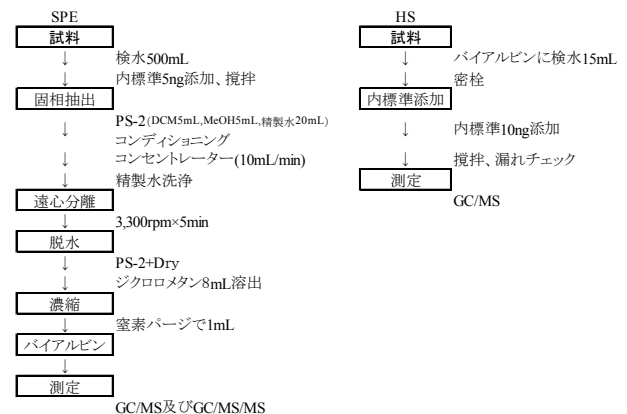 SPE
試料
↓
検水500mL
↓
内標準5ng添加、撹拌
固相抽出
↓
PS-2(DCM5mL,MeOH5mL,精製水20mL)
コンディショニング
↓
コンセントレーター(10mL/min)
↓
精製水洗浄
遠心分離
↓
3,300rpm×5min
脱水
↓
PS-2+Dry
↓
ジクロロメタン8mL溶出
濃縮
↓
窒素パージで1mL
バイアルビン
↓
測定
GC/MS及びGC/MS/MS
HS
試料
↓
バイアルビンに検水15mL
↓
密栓
内標準添加
↓
内標準10ng添加
↓
撹拌、漏れチェック
測定
GC/MS